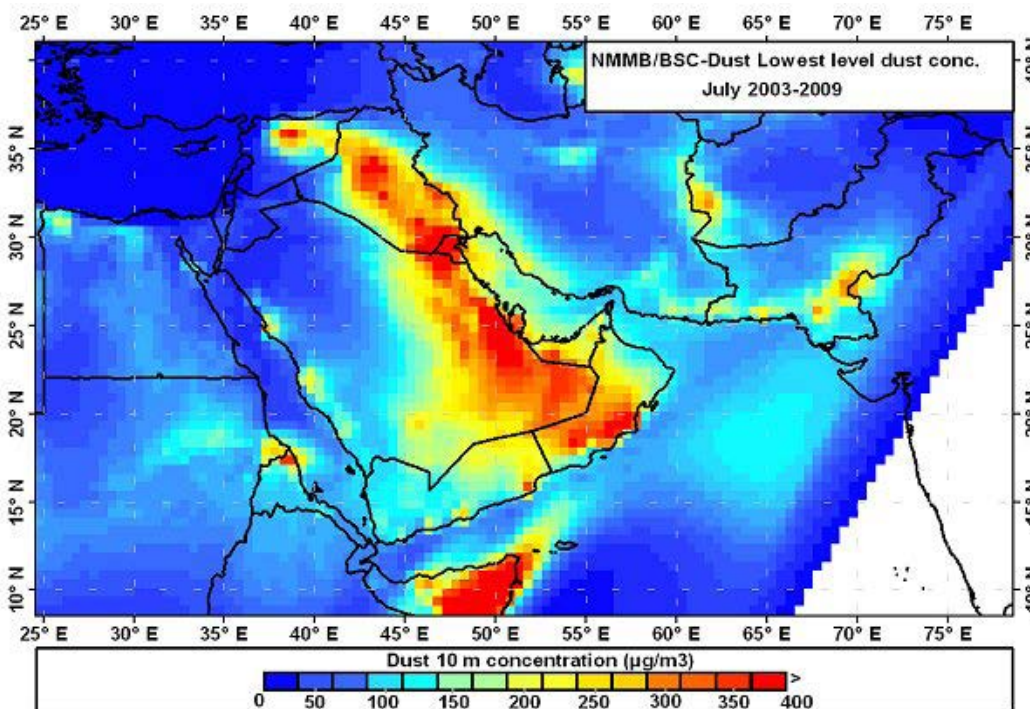 25° E 30° E 35° E 40° E 45° E 50° E 55° E 60° E 65° E 70° E 75° E
NMMB/BSC-Dust Lowest level dust conc.
July 2003-2009
35° N
30° N
25° N
20° N
15° N
10° N
25° E 30° E 35° E 40° E 45° E 50° E 55° E 60° E 65° E 70° E 75° E
Dust 10 m concentration (µg/m3)
>
0 50 100 150 200 250 300 350 400